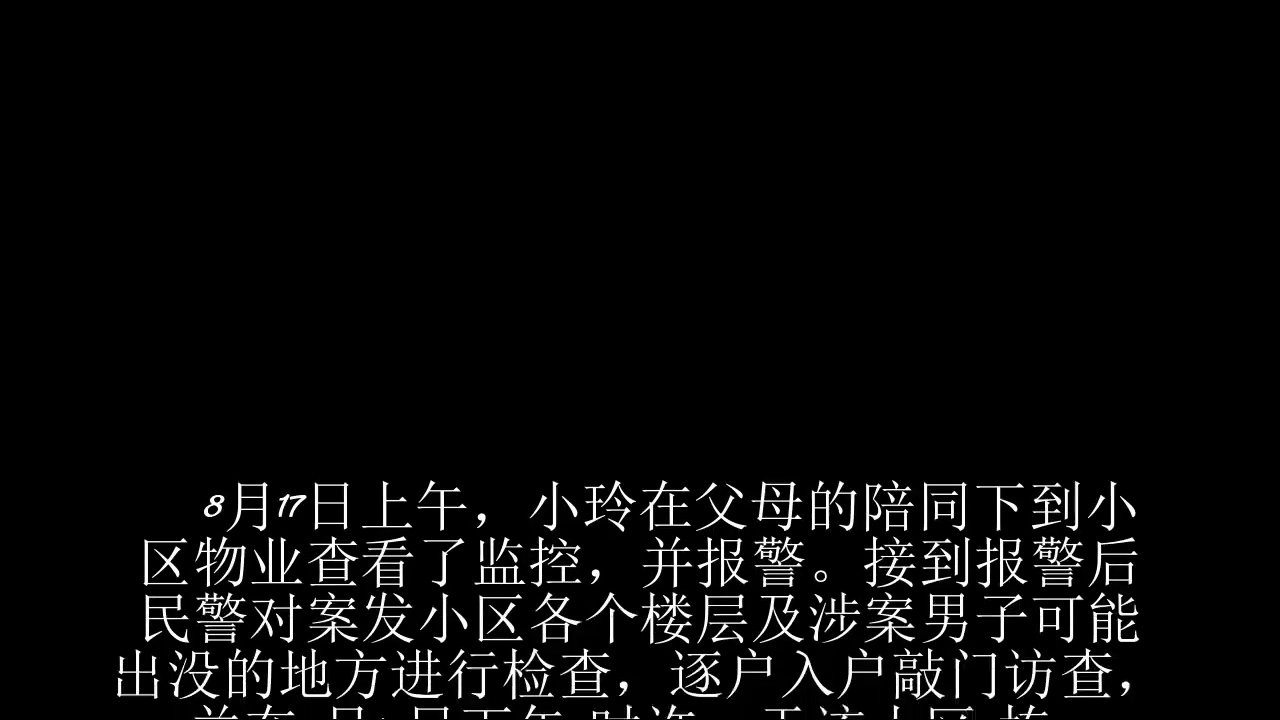 8月17日上午，小玲在父母的陪同下到小
区物业查看了监控，并报警。接到报警后
民警对案发小区各个楼层及涉案男子可能
出没的地方进行检查，逐户入户敲门访查，